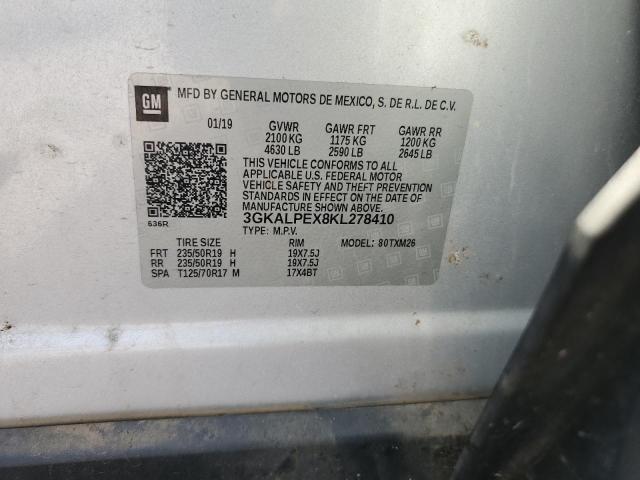 GM MFD BY GENERAL MOTORS DE MEXICO, S. DE R.L. DE C.V.
01/19 GVWR GAWR FRT GAWR RR
2100 KG 1175 KG 1200 KG
4630 LB 2590 LB 2645 LB
THIS VEHICLE CONFORMS TO ALL
APPLICABLE U.S. FEDERAL MOTOR
VEHICLE SAFETY AND THEFT PREVENTION
STANDARDS IN EFFECT ON THE DATE OF
MANUFACTURE SHOWN ABOVE.
636R 3GKALPEX8KL278410
TYPE: M.P.V.
TIRE SIZE RIM MODEL: 80TXM26
FRT 235/50R19 H 19X7.5J
RR 235/50R19 H 19X7.5J
SPA T125/70R17 M 17X4BT